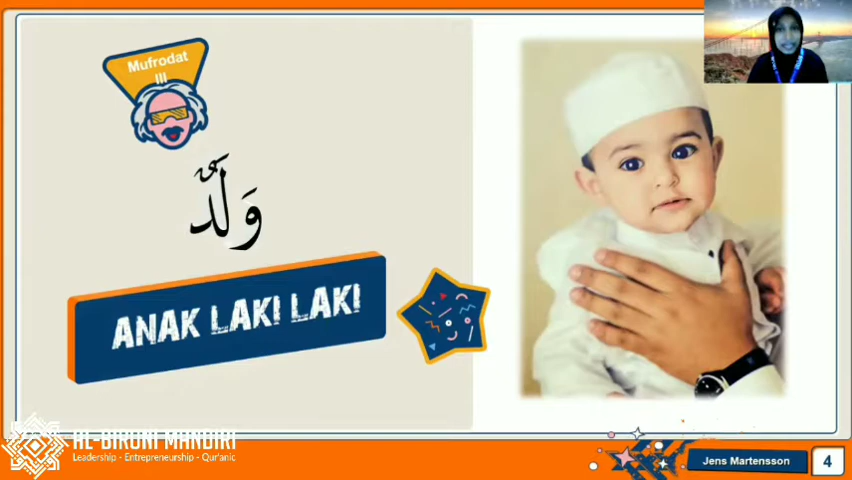 Mufrodat
III
وَلَدٌ
ANAK LAKI LAKI
AL-BIRUNI MANDIRI
Leadership - Entrepreneurship - Qur'anic
Jens Martensson
4